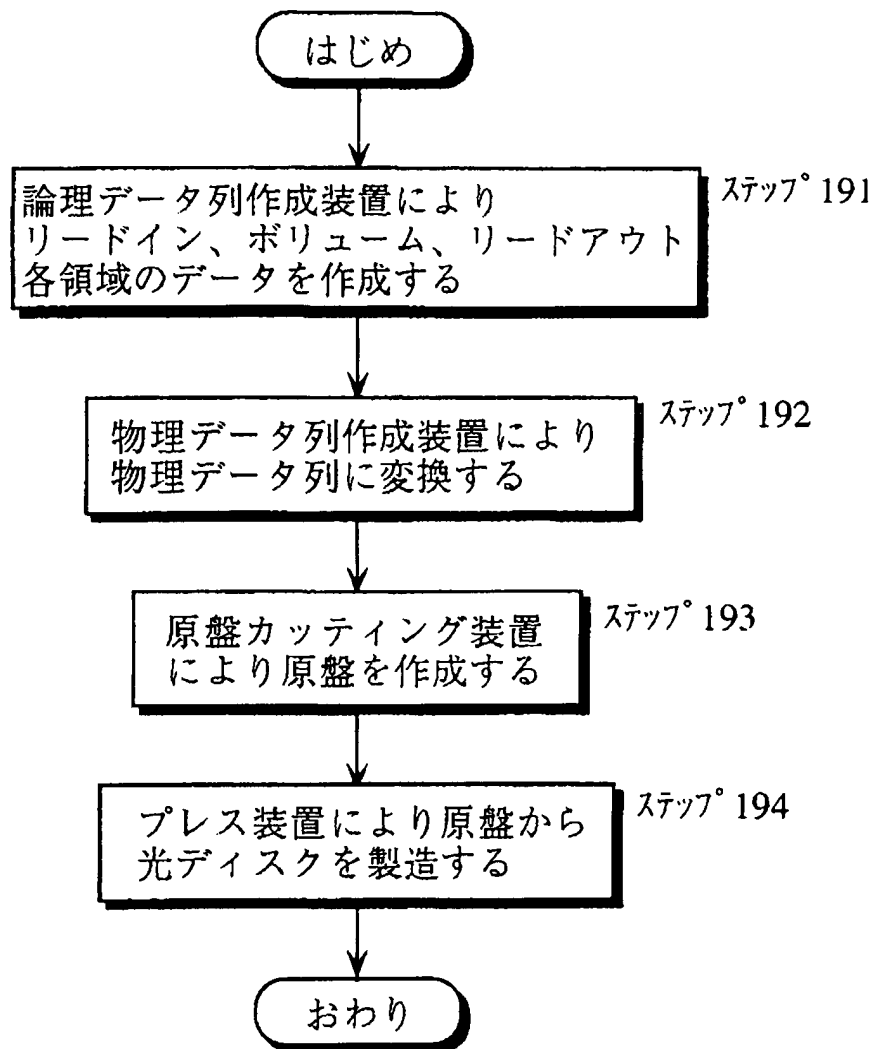 はじめ
論理データ列作成装置により
リードイン、ボリューム、リードアウト
各領域のデータを作成する
ｽﾃｯﾌﾟ191
物理データ列作成装置により
物理データ列に変換する
ｽﾃｯﾌﾟ192
原盤カッティング装置
により原盤を作成する
ｽﾃｯﾌﾟ193
プレス装置により原盤から
光ディスクを製造する
ｽﾃｯﾌﾟ194
おわり